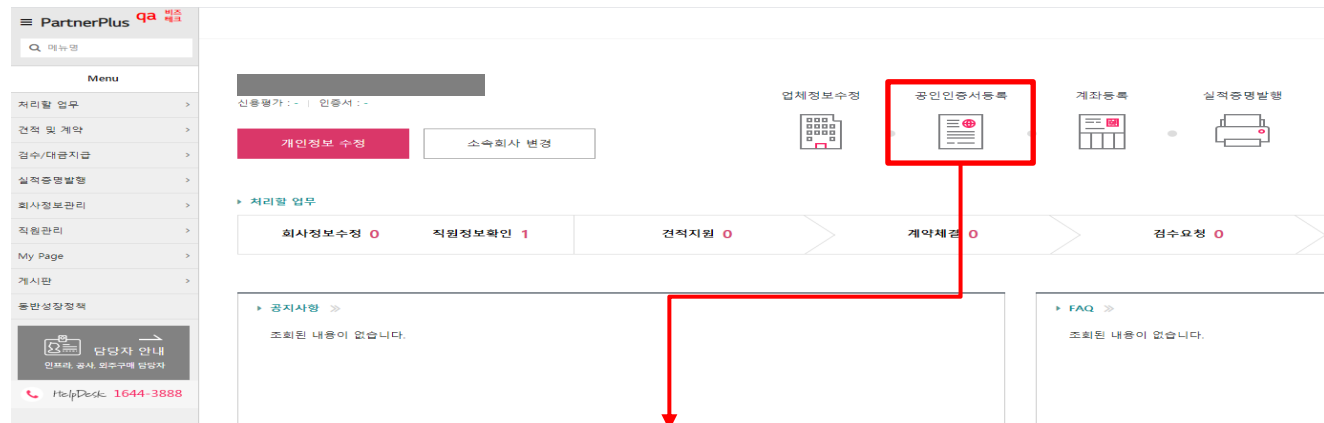 ≡ PartnerPlus qa 비즈테크
메뉴명
Menu
처리할 업무 >
견적 및 계약 >
검수/대금지급 >
실적증명발행 >
회사정보관리 >
직원관리 >
My Page >
게시판 >
동반성장정책
담당자 안내
인프라, 공사, 외주구매 담당자
HelpDesk 1644-3888
신용평가 : - | 인증서 : -
개인정보 수정 소속회사 변경
업체정보수정 공인인증서등록 계좌등록 실적증명발행
▸ 처리할 업무
회사정보수정 0 직원정보확인 1 견적지원 0 계약체결 0 검수요청 0
▸ 공지사항 ≫
조회된 내용이 없습니다.
▸ FAQ ≫
조회된 내용이 없습니다.